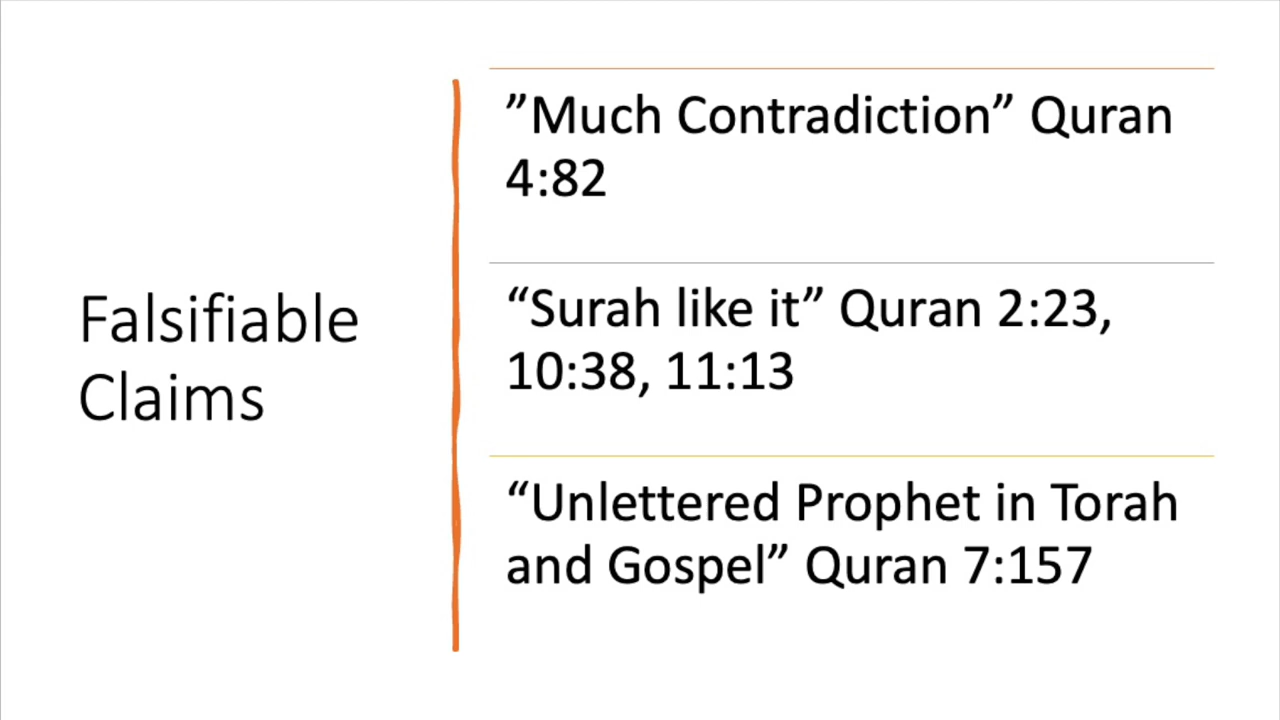 Falsifiable
Claims
”Much Contradiction” Quran
4:82
“Surah like it” Quran 2:23,
10:38, 11:13
“Unlettered Prophet in Torah
and Gospel” Quran 7:157